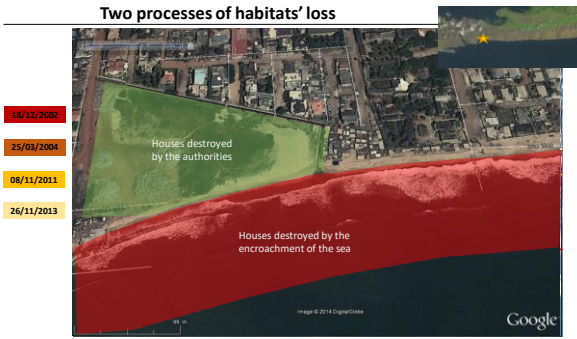 Two processes of habitats' loss
18/12/2002
25/03/2004
08/11/2011
26/11/2013
Houses destroyed
by the authorities
Houses destroyed by the
encroachment of the sea
Image © 2014 DigitalGlobe
Google